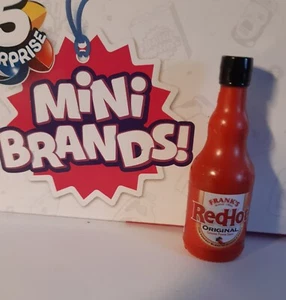 5
SURPRISE
MINI
BRANDS!
FRANK'S
RedHot
ORIGINAL